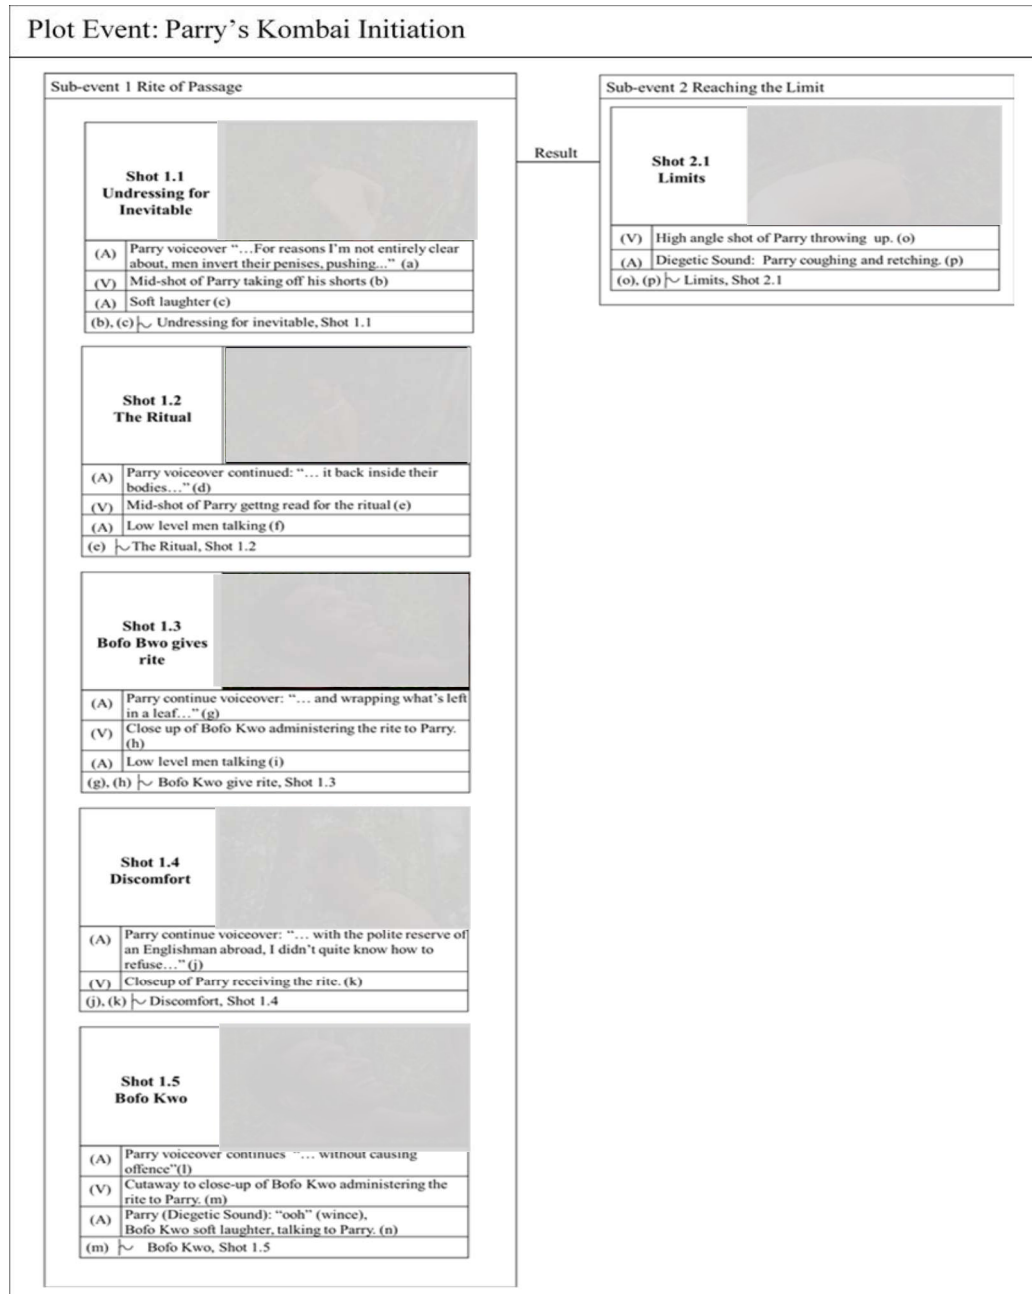 Plot Event: Parry's Kombai Initiation
Sub-event 1 Rite of Passage
Shot 1.1
Undressing for
Inevitable
(A) Parry voiceover "…For reasons I'm not entirely clear
about, men invert their penises, pushing..." (a)
(V) Mid-shot of Parry taking off his shorts (b)
(A) Soft laughter (c)
(b), (c) |~ Undressing for inevitable, Shot 1.1
Shot 1.2
The Ritual
(A) Parry voiceover continued: "… it back inside their
bodies…" (d)
(V) Mid-shot of Parry gettng read for the ritual (e)
(A) Low level men talking (f)
(e) |~ The Ritual, Shot 1.2
Shot 1.3
Bofo Bwo gives
rite
(A) Parry continue voiceover: "… and wrapping what's left
in a leaf…" (g)
(V) Close up of Bofo Kwo administering the rite to Parry.
(h)
(A) Low level men talking (i)
(g), (h) |~ Bofo Kwo give rite, Shot 1.3
Shot 1.4
Discomfort
(A) Parry continue voiceover: "… with the polite reserve of
an Englishman abroad, I didn't quite know how to
refuse…" (j)
(V) Closeup of Parry receiving the rite. (k)
(j), (k) |~ Discomfort, Shot 1.4
Shot 1.5
Bofo Kwo
(A) Parry voiceover continues "… without causing
offence"(l)
(V) Cutaway to close-up of Bofo Kwo administering the
rite to Parry. (m)
(A) Parry (Diegetic Sound): "ooh" (wince),
Bofo Kwo soft laughter, talking to Parry. (n)
(m) |~ Bofo Kwo, Shot 1.5
Result
Sub-event 2 Reaching the Limit
Shot 2.1
Limits
(V) High angle shot of Parry throwing up. (o)
(A) Diegetic Sound: Parry coughing and retching. (p)
(o), (p) |~ Limits, Shot 2.1